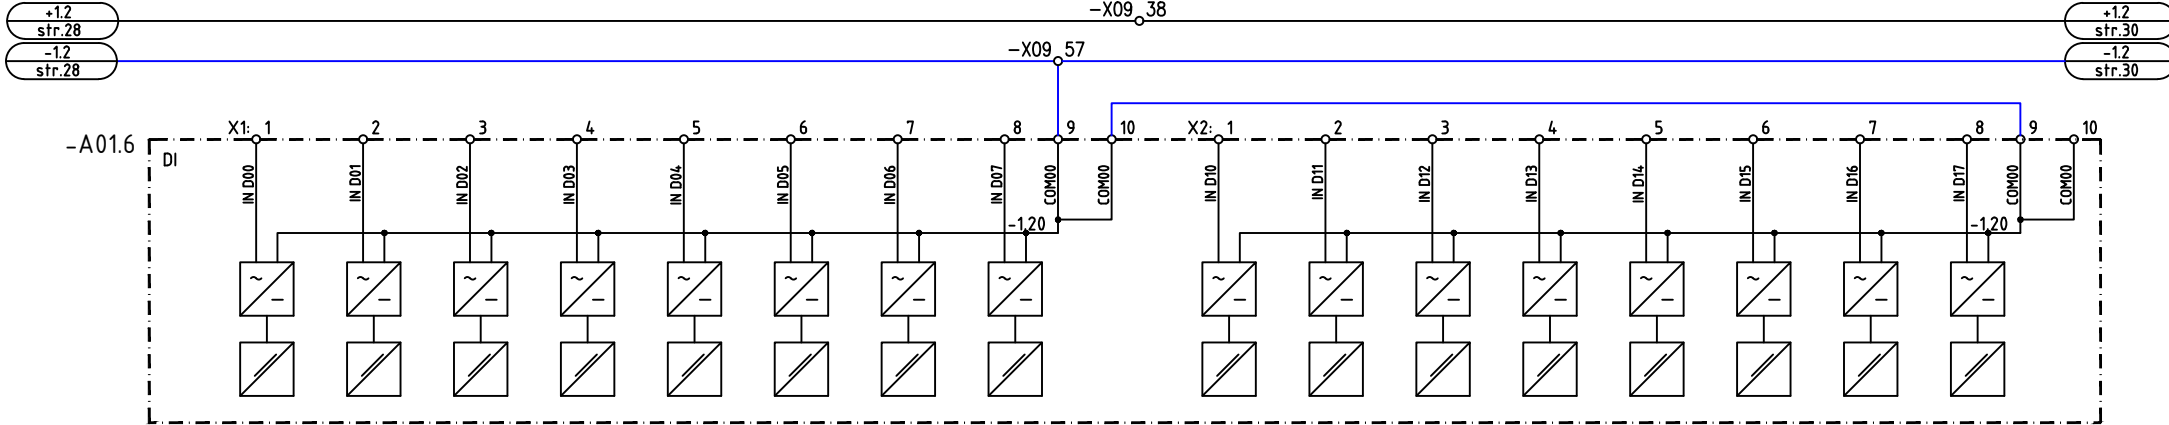 +1.2
str.28
-X09 38
+1.2
str.30
-1.2
str.28
-X09 57
-1.2
str.30
-A01.6
DI
X1: 1 2 3 4 5 6 7 8 9 10 X2: 1 2 3 4 5 6 7 8 9 10
IN D00
IN D01
IN D02
IN D03
IN D04
IN D05
IN D06
IN D07
COM00
COM00
IN D10
IN D11
IN D12
IN D13
IN D14
IN D15
IN D16
IN D17
COM00
COM00
-1.20
-1.20
~ ~ ~ ~ ~ ~ ~ ~ ~ ~ ~ ~ ~ ~ ~ ~